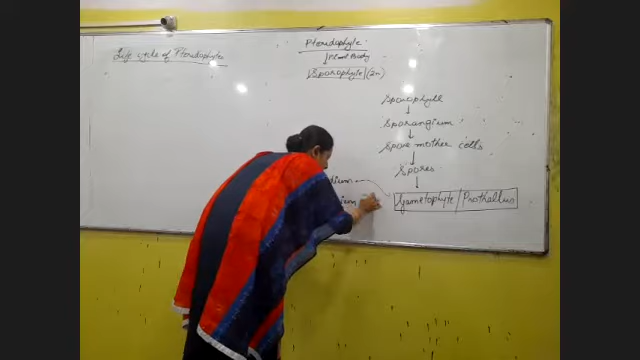 Life cycle of Pteridophyte
Pteridophyte
Plant Body
Sporophyte (2n)
Sporophyll
Sporangium
Spore mother cells
Spores
Gametophyte/Prothallus